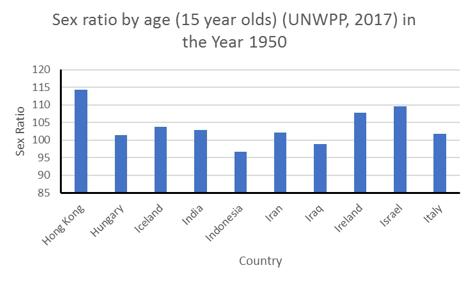 Sex ratio by age (15 year olds) (UNWPP, 2017) in
the Year 1950
120
115
110
105
100
95
90
85
Sex Ratio
Hong Kong
Hungary
Iceland
India
Indonesia
Iran
Iraq
Ireland
Israel
Italy
Country